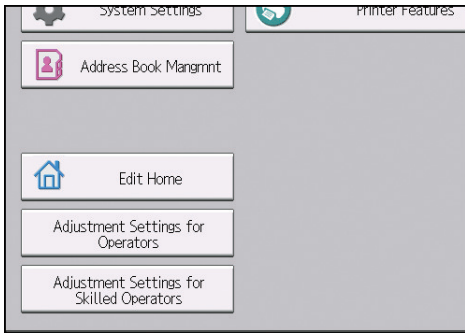 System Settings
Printer Features
Address Book Mangmnt
Edit Home
Adjustment Settings for
Operators
Adjustment Settings for
Skilled Operators